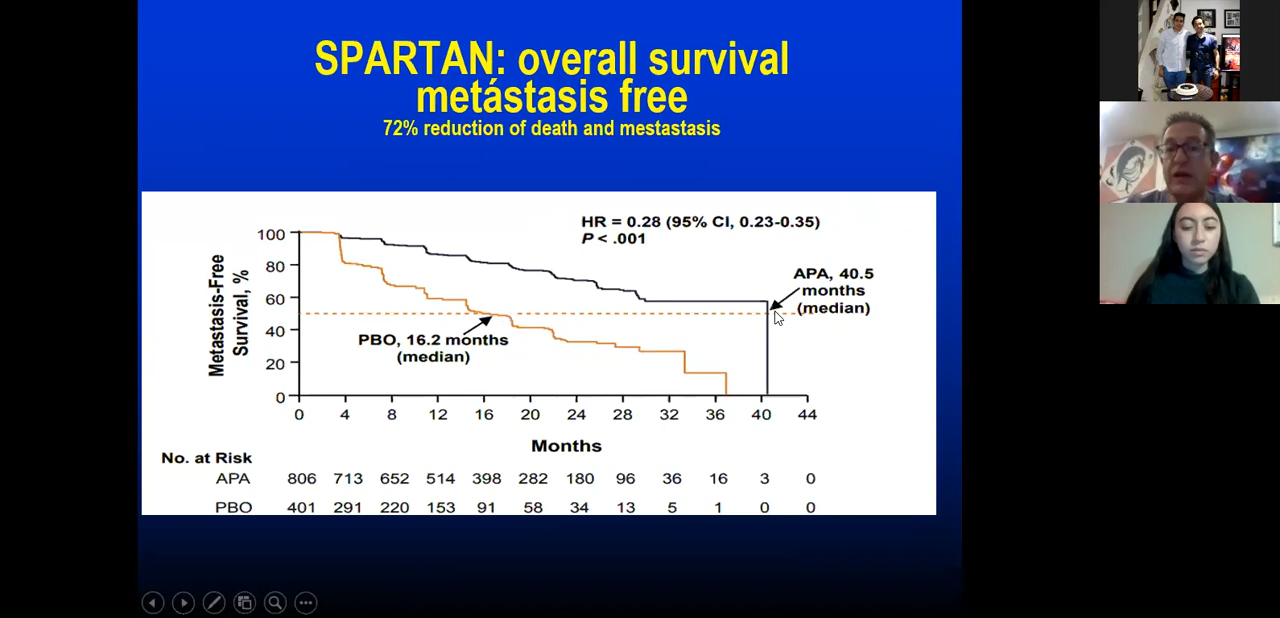 SPARTAN: overall survival
metástasis free
72% reduction of death and mestastasis
HR = 0.28 (95% CI, 0.23-0.35)
P < .001
Metastasis-Free
Survival, %
100
80
60
40
20
0
APA, 40.5
months
(median)
PBO, 16.2 months
(median)
0 4 8 12 16 20 24 28 32 36 40 44
Months
No. at Risk
APA 806 713 652 514 398 282 180 96 36 16 3 0
PBO 401 291 220 153 91 58 34 13 5 1 0 0